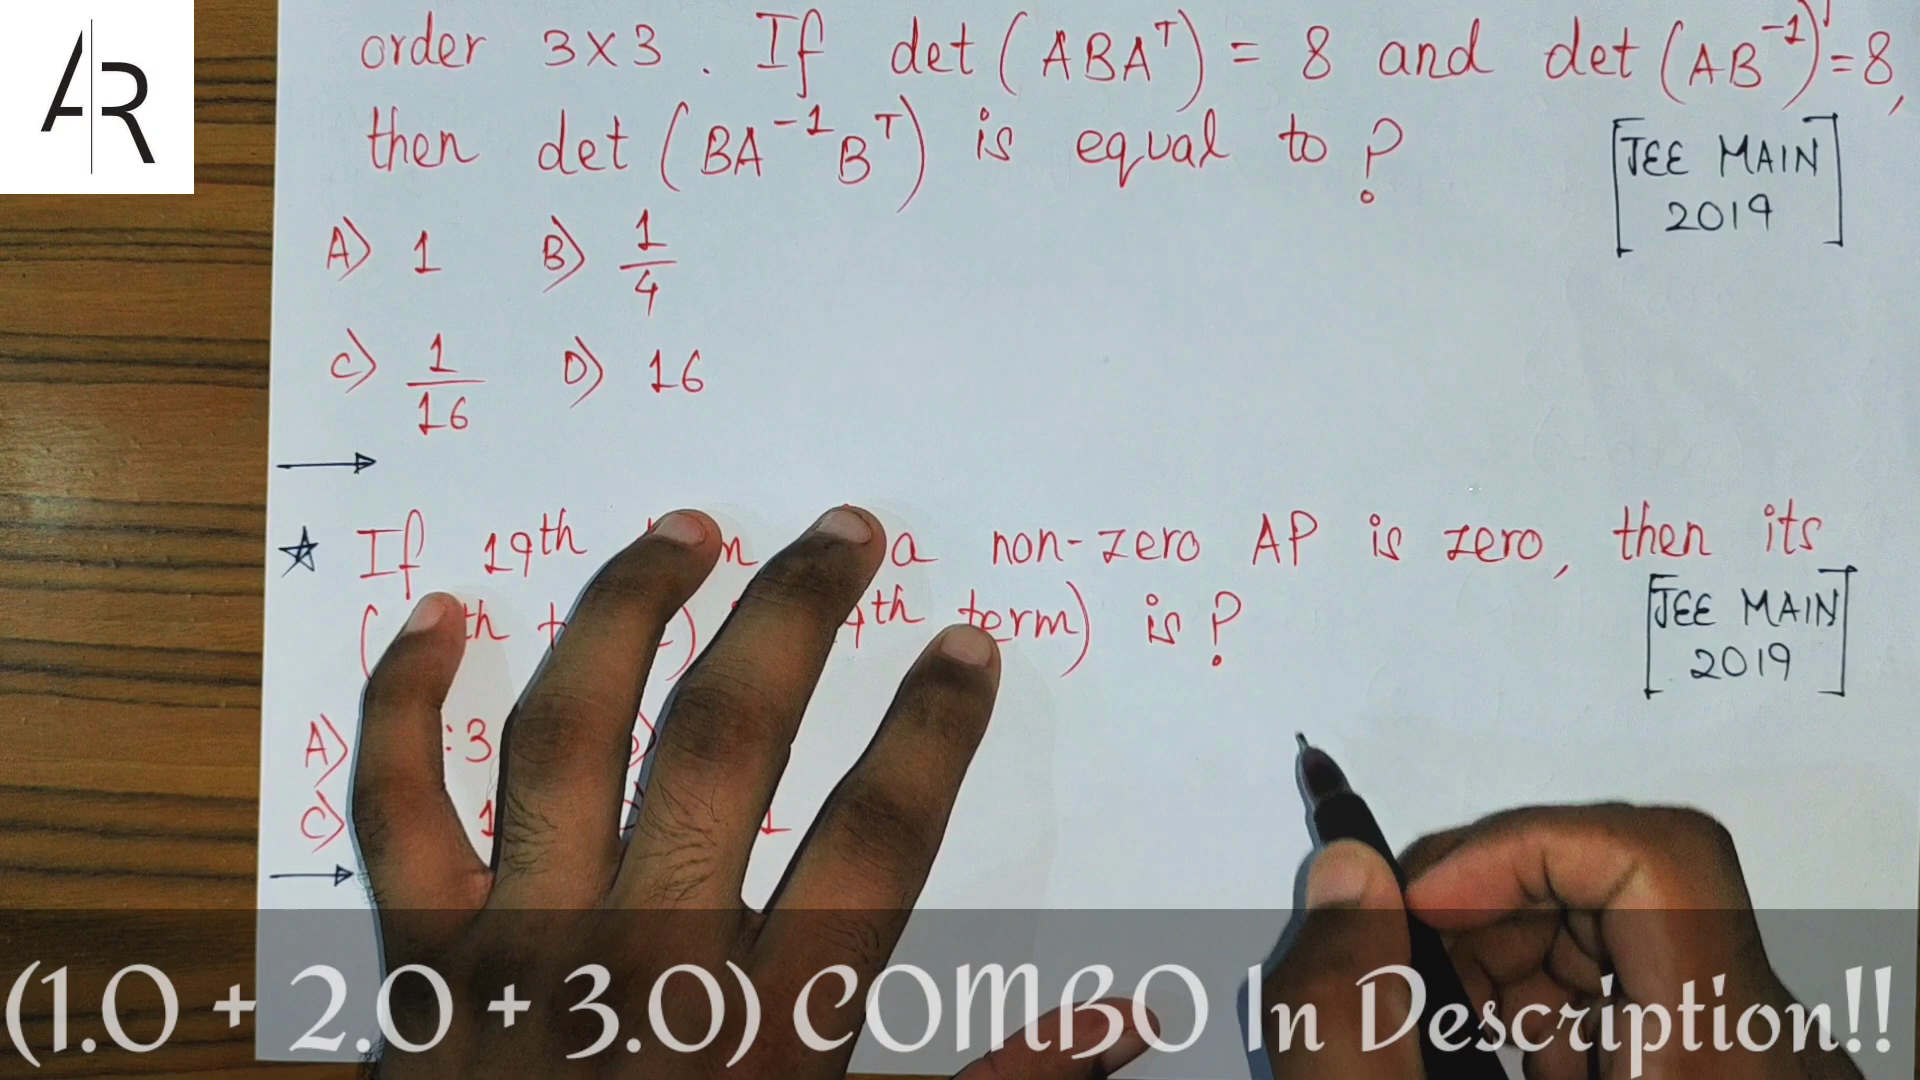 AR
order 3×3. If det (ABAᵀ) = 8 and det (AB⁻¹) = 8,
then det (BA⁻¹Bᵀ) is equal to ?
[JEE MAIN
2019]
A) 1 B) 1/4
C) 1/16 D) 16
★ If 19th a non-zero AP is zero, then its
term) is ?
[JEE MAIN
2019]
A) :3
C)
(1.0 + 2.0 + 3.0) COMBO In Description!!